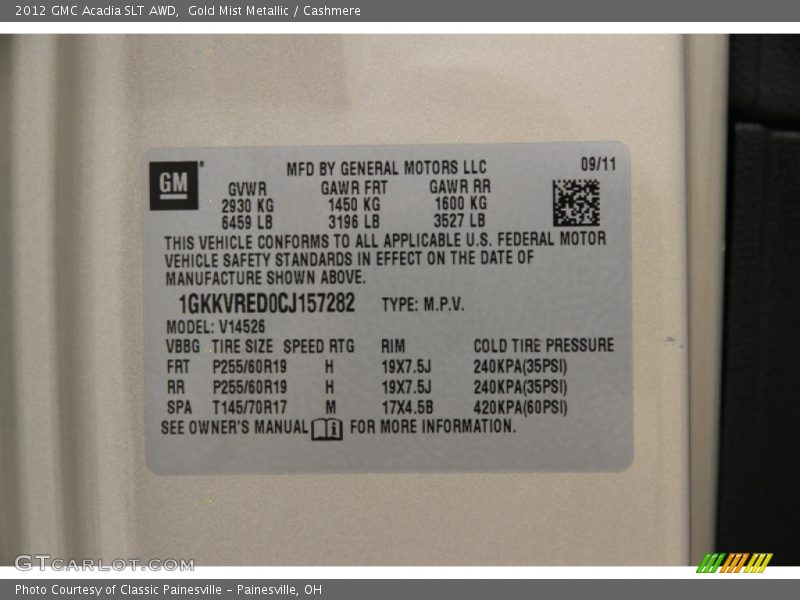 2012 GMC Acadia SLT AWD,  Gold Mist Metallic / Cashmere
GM
MFD BY GENERAL MOTORS LLC 09/11
GVWR GAWR FRT GAWR RR
2930 KG 1450 KG 1600 KG
6459 LB 3196 LB 3527 LB
THIS VEHICLE CONFORMS TO ALL APPLICABLE U.S. FEDERAL MOTOR
VEHICLE SAFETY STANDARDS IN EFFECT ON THE DATE OF
MANUFACTURE SHOWN ABOVE.
1GKKVRED0CJ157282 TYPE: M.P.V.
MODEL: V14526
VBBG TIRE SIZE SPEED RTG RIM COLD TIRE PRESSURE
FRT P255/60R19 H 19X7.5J 240KPA(35PSI)
RR P255/60R19 H 19X7.5J 240KPA(35PSI)
SPA T145/70R17 M 17X4.5B 420KPA(60PSI)
SEE OWNER'S MANUAL FOR MORE INFORMATION.
GTCARLOT.COM
Photo Courtesy of Classic Painesville - Painesville, OH